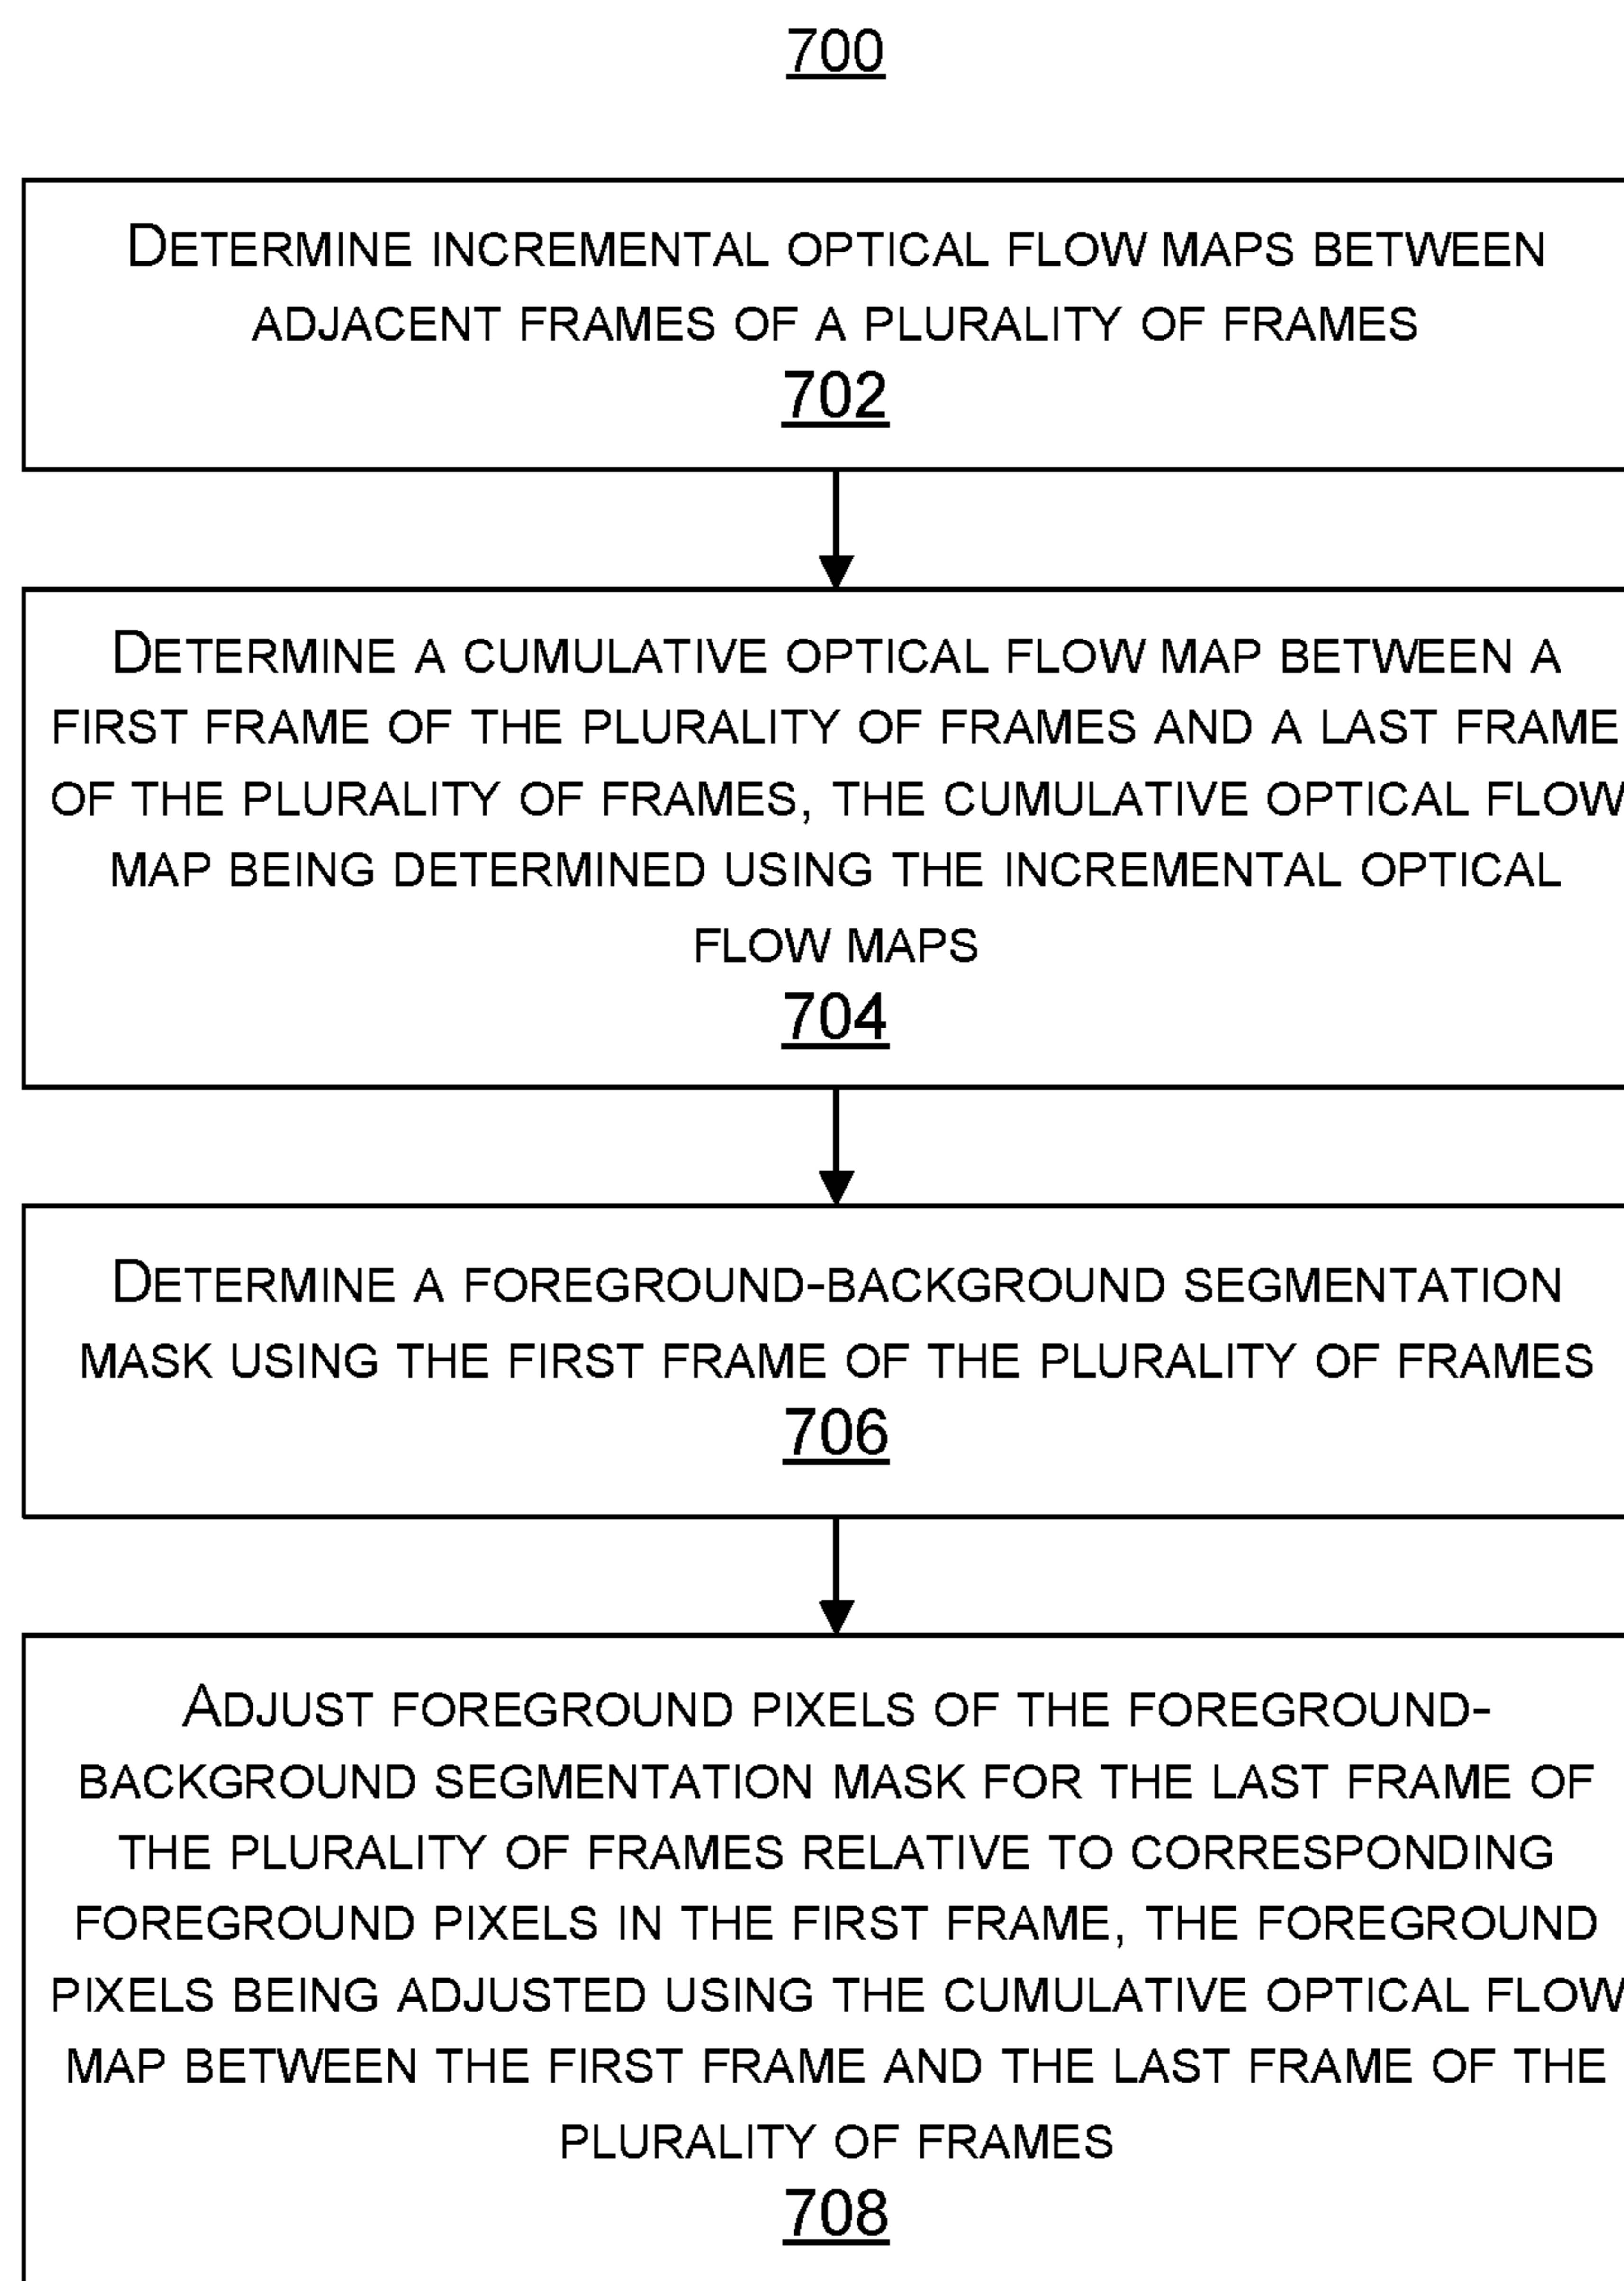 700
DETERMINE INCREMENTAL OPTICAL FLOW MAPS BETWEEN
ADJACENT FRAMES OF A PLURALITY OF FRAMES
702
DETERMINE A CUMULATIVE OPTICAL FLOW MAP BETWEEN A
FIRST FRAME OF THE PLURALITY OF FRAMES AND A LAST FRAME
OF THE PLURALITY OF FRAMES, THE CUMULATIVE OPTICAL FLOW
MAP BEING DETERMINED USING THE INCREMENTAL OPTICAL
FLOW MAPS
704
DETERMINE A FOREGROUND-BACKGROUND SEGMENTATION
MASK USING THE FIRST FRAME OF THE PLURALITY OF FRAMES
706
ADJUST FOREGROUND PIXELS OF THE FOREGROUND-
BACKGROUND SEGMENTATION MASK FOR THE LAST FRAME OF
THE PLURALITY OF FRAMES RELATIVE TO CORRESPONDING
FOREGROUND PIXELS IN THE FIRST FRAME, THE FOREGROUND
PIXELS BEING ADJUSTED USING THE CUMULATIVE OPTICAL FLOW
MAP BETWEEN THE FIRST FRAME AND THE LAST FRAME OF THE
PLURALITY OF FRAMES
708